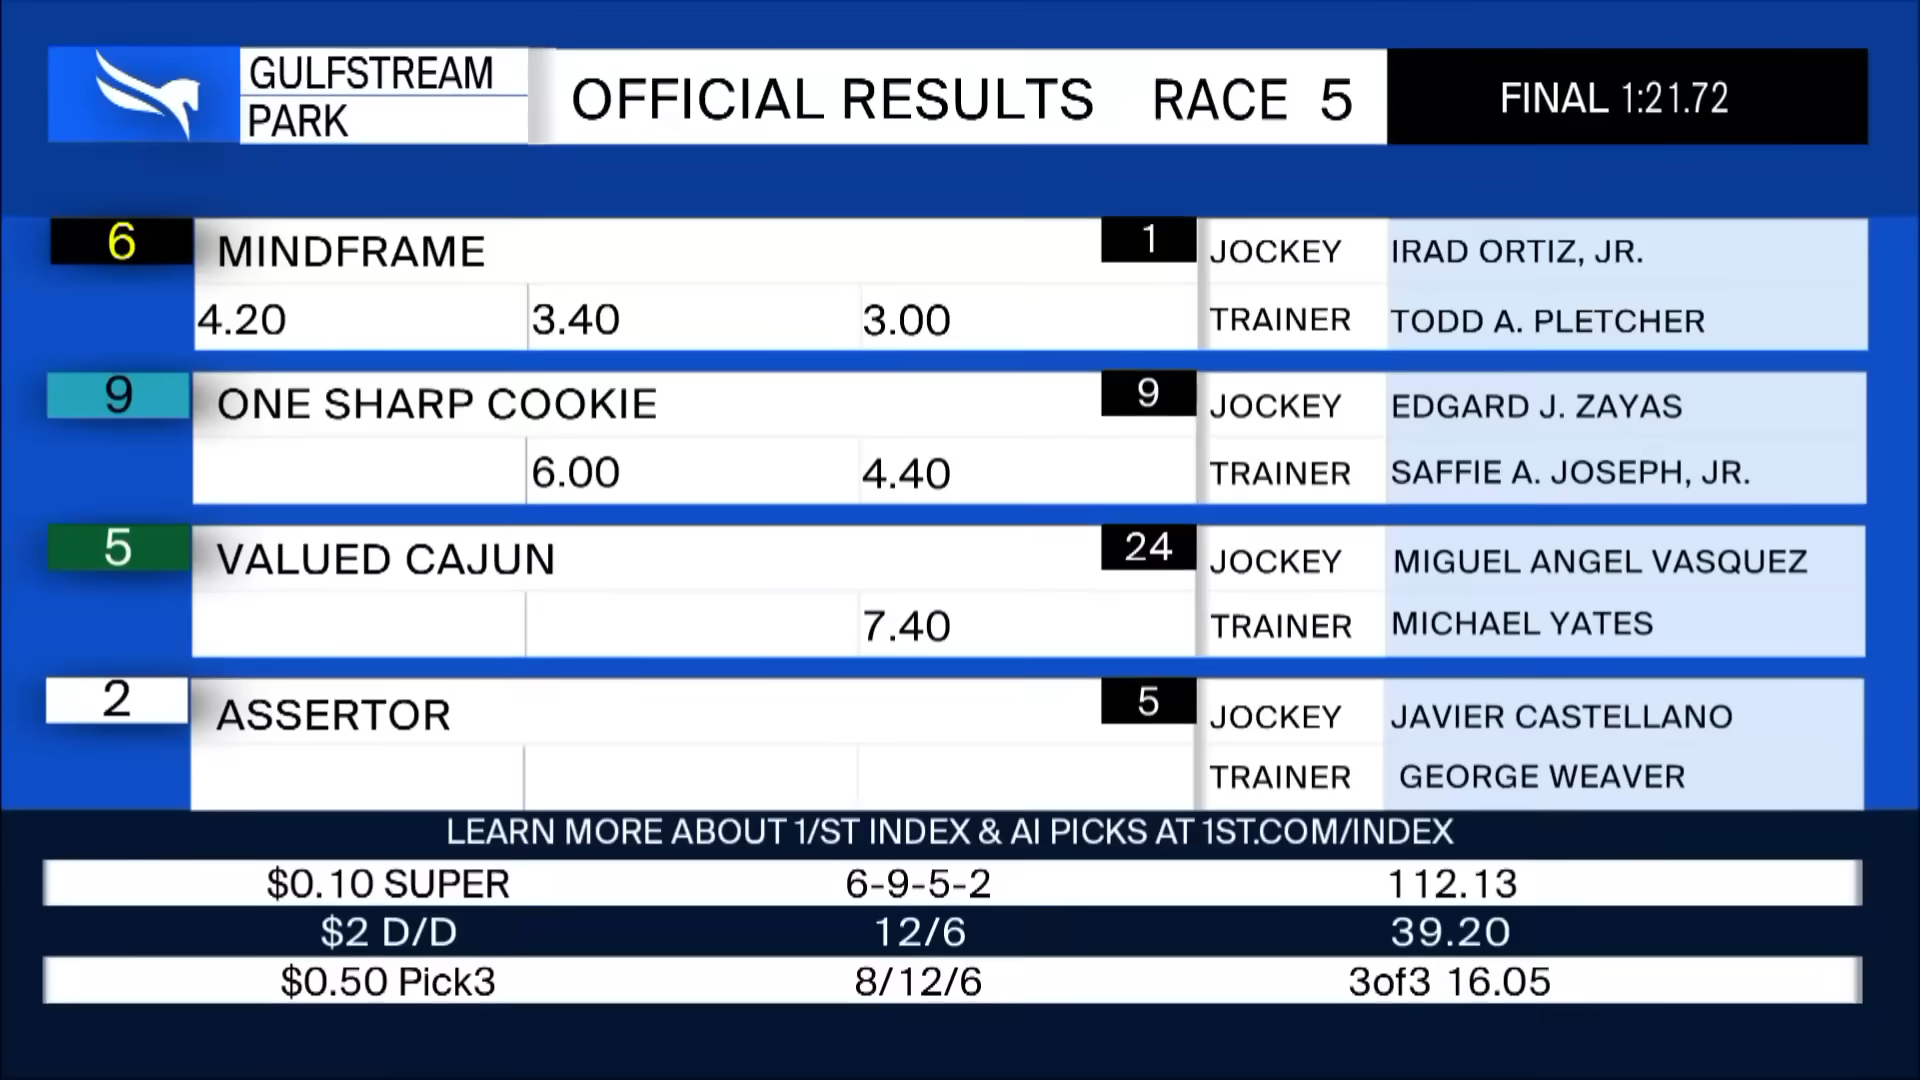 GULFSTREAM
PARK
OFFICIAL RESULTS RACE 5
FINAL 1:21.72
6 MINDFRAME 1 JOCKEY IRAD ORTIZ, JR.
4.20 3.40 3.00 TRAINER TODD A. PLETCHER
9 ONE SHARP COOKIE 9 JOCKEY EDGARD J. ZAYAS
6.00 4.40 TRAINER SAFFIE A. JOSEPH, JR.
5 VALUED CAJUN 24 JOCKEY MIGUEL ANGEL VASQUEZ
7.40 TRAINER MICHAEL YATES
2 ASSERTOR 5 JOCKEY JAVIER CASTELLANO
TRAINER GEORGE WEAVER
LEARN MORE ABOUT 1/ST INDEX & AI PICKS AT 1ST.COM/INDEX
$0.10 SUPER 6-9-5-2 112.13
$2 D/D 12/6 39.20
$0.50 Pick3 8/12/6 3of3 16.05